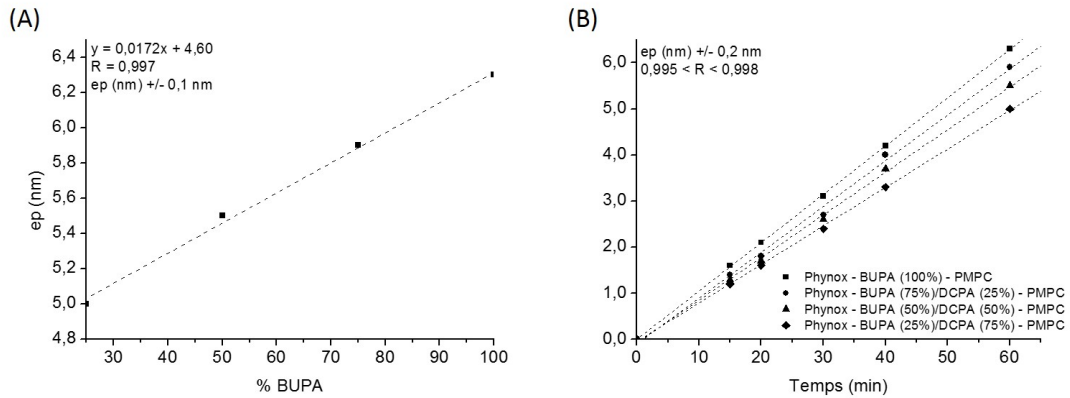 (A)
y = 0,0172x + 4,60
R = 0,997
ep (nm) +/- 0,1 nm
ep (nm)
6,4
6,2
6,0
5,8
5,6
5,4
5,2
5,0
4,8
30 40 50 60 70 80 90 100
% BUPA
(B)
ep (nm) +/- 0,2 nm
0,995 < R < 0,998
6,0
5,0
4,0
3,0
2,0
1,0
0,0
Phynox - BUPA (100%) - PMPC
Phynox - BUPA (75%)/DCPA (25%) - PMPC
Phynox - BUPA (50%)/DCPA (50%) - PMPC
Phynox - BUPA (25%)/DCPA (75%) - PMPC
0 10 20 30 40 50 60
Temps (min)